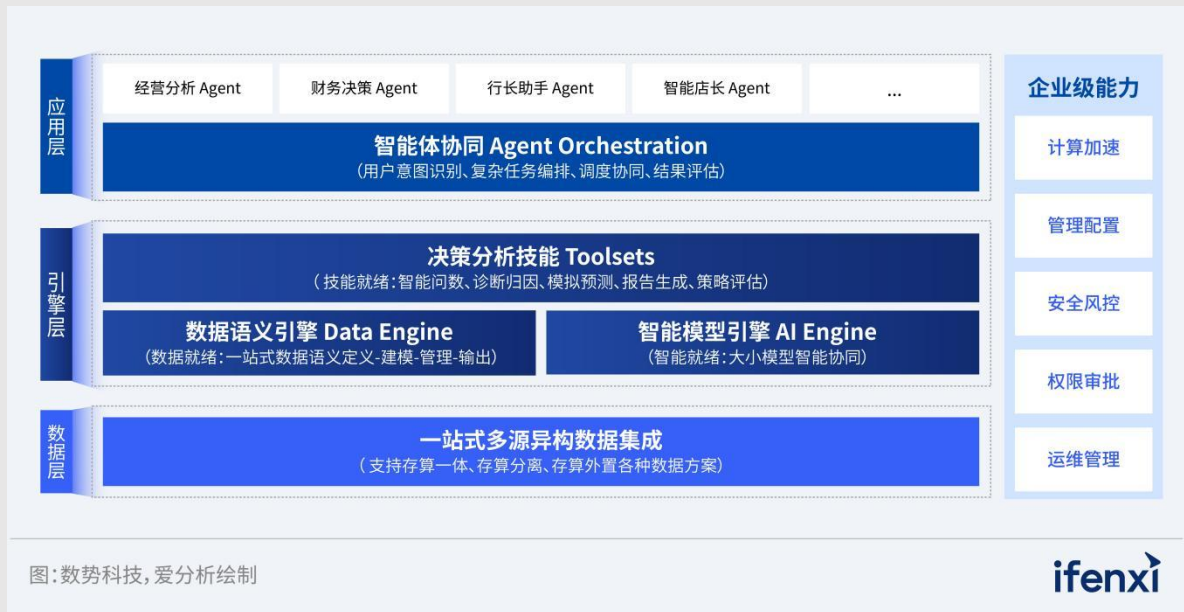 应用层
经营分析 Agent
财务决策 Agent
行长助手 Agent
智能店长 Agent
...
智能体协同 Agent Orchestration
(用户意图识别、复杂任务编排、调度协同、结果评估)
引擎层
决策分析技能 Toolsets
(技能就绪:智能问数、诊断归因、模拟预测、报告生成、策略评估)
数据语义引擎 Data Engine
(数据就绪:一站式数据语义定义-建模-管理-输出)
智能模型引擎 AI Engine
(智能就绪:大小模型智能协同)
数据层
一站式多源异构数据集成
(支持存算一体、存算分离、存算外置各种数据方案)
企业级能力
计算加速
管理配置
安全风控
权限审批
运维管理
图:数势科技,爱分析绘制
ifenxi